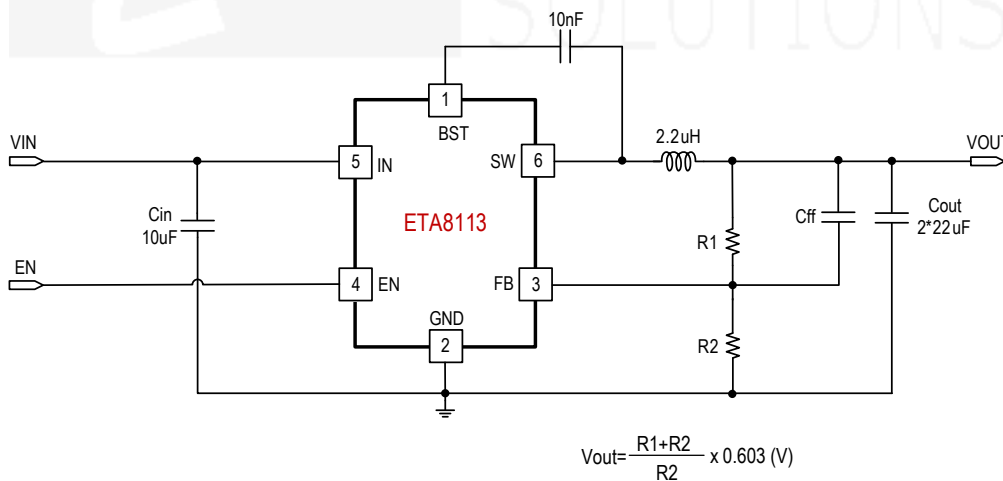 SOLUTIONS
10nF
1
BST
VIN
5
IN
SW
6
2.2uH
VOUT
Cin
10uF
ETA8113
R1
Cff
Cout
2*22uF
EN
4
EN
FB
3
GND
2
R2
Vout= R1+R2 / R2 x 0.603 (V)